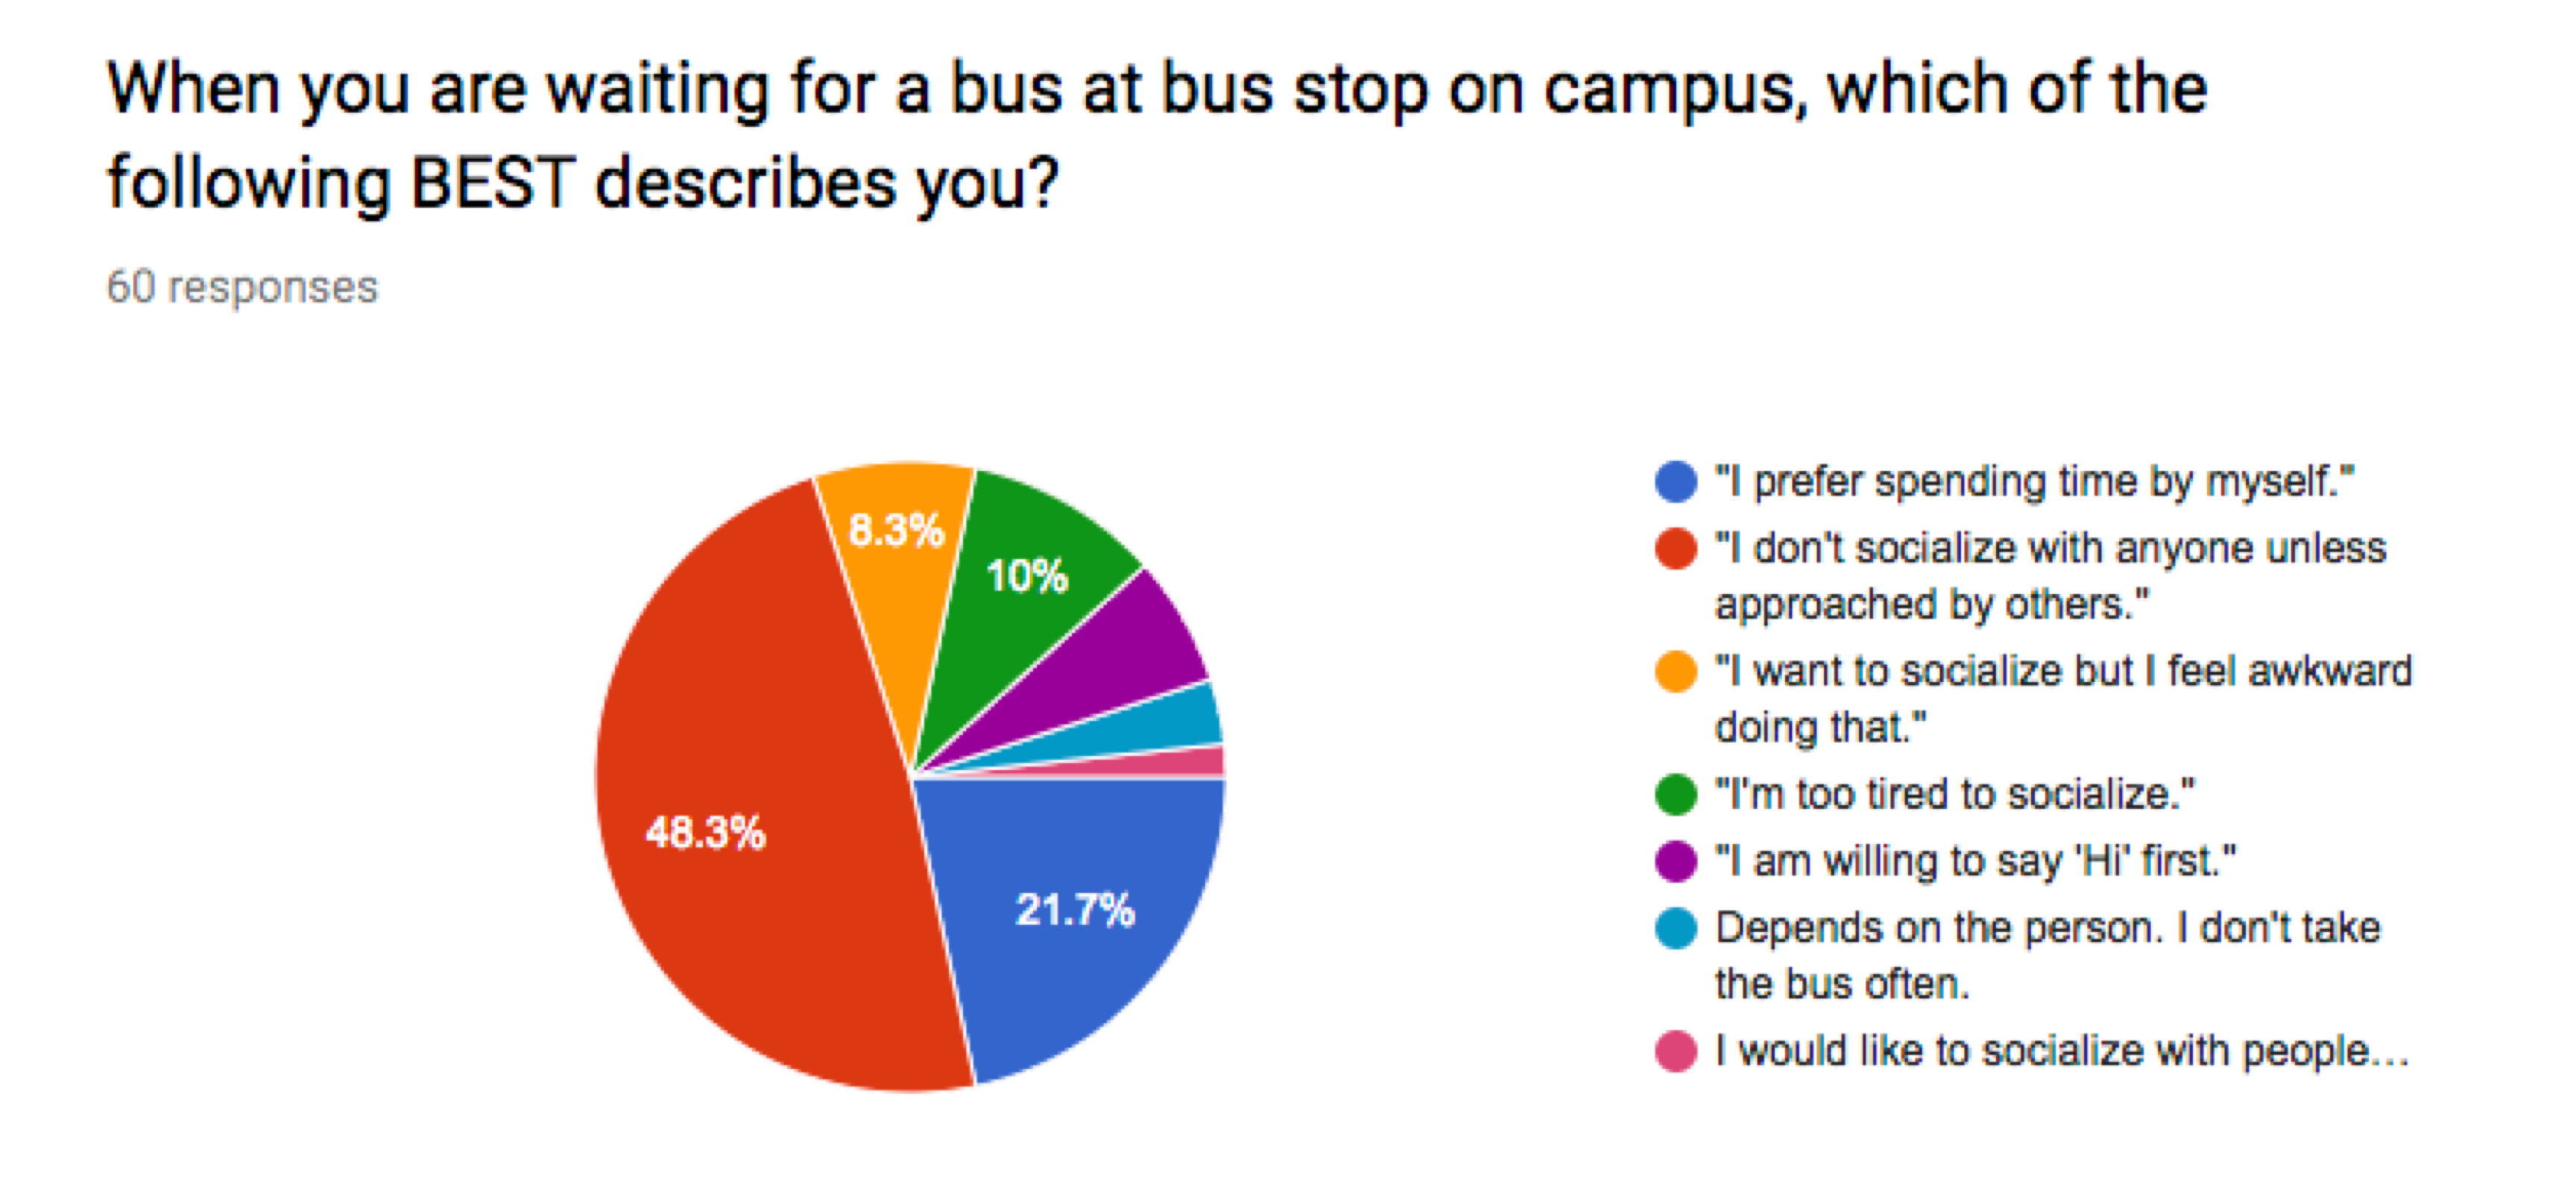 When you are waiting for a bus at bus stop on campus, which of the
following BEST describes you?
60 responses
8.3%
10%
48.3%
21.7%
"I prefer spending time by myself."
"I don't socialize with anyone unless
approached by others."
"I want to socialize but I feel awkward
doing that."
"I'm too tired to socialize."
"I am willing to say 'Hi' first."
Depends on the person. I don't take
the bus often.
I would like to socialize with people...